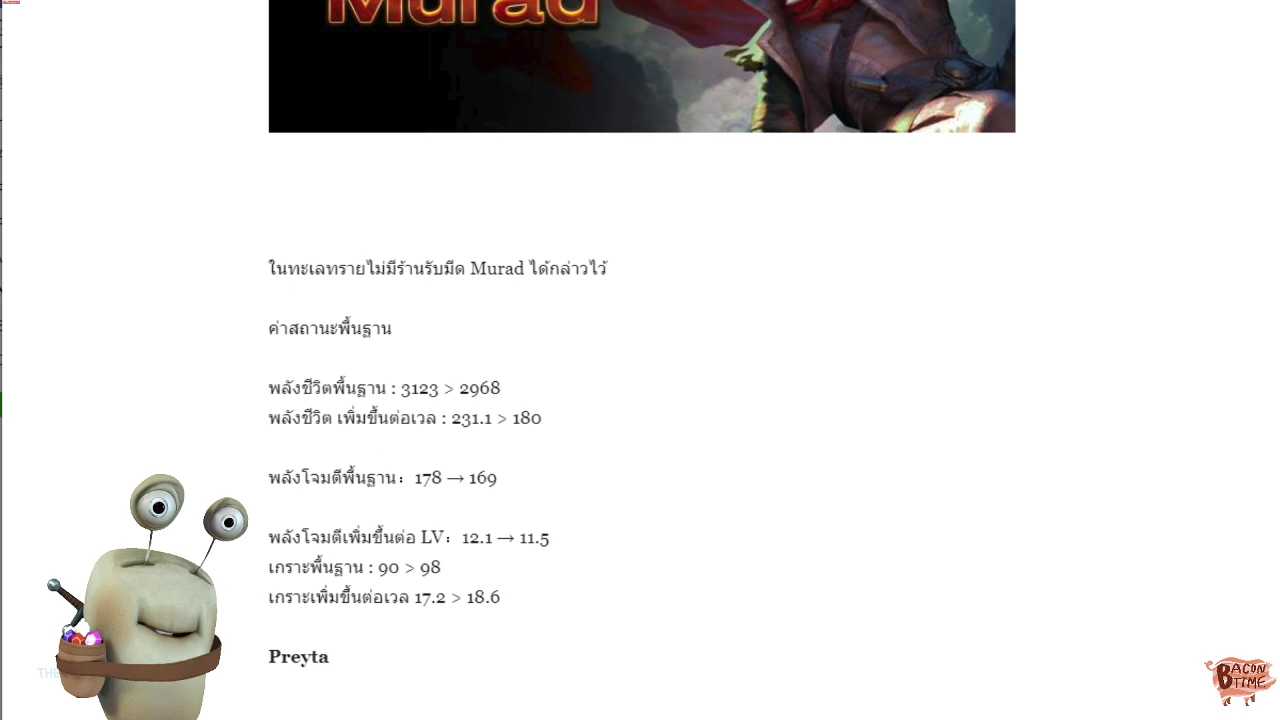 Murad
ในทะเลทรายไม่มีร้านรับมีด Murad ได้กล่าวไว้
ค่าสถานะพื้นฐาน
พลังชีวิตพื้นฐาน : 3123 > 2968
พลังชีวิต เพิ่มขึ้นต่อเวล : 231.1 > 180
พลังโจมตีพื้นฐาน : 178 → 169
พลังโจมตีเพิ่มขึ้นต่อ LV : 12.1 → 11.5
เกราะพื้นฐาน : 90 > 98
เกราะเพิ่มขึ้นต่อเวล 17.2 > 18.6
Preyta
THE
BACON
TIME